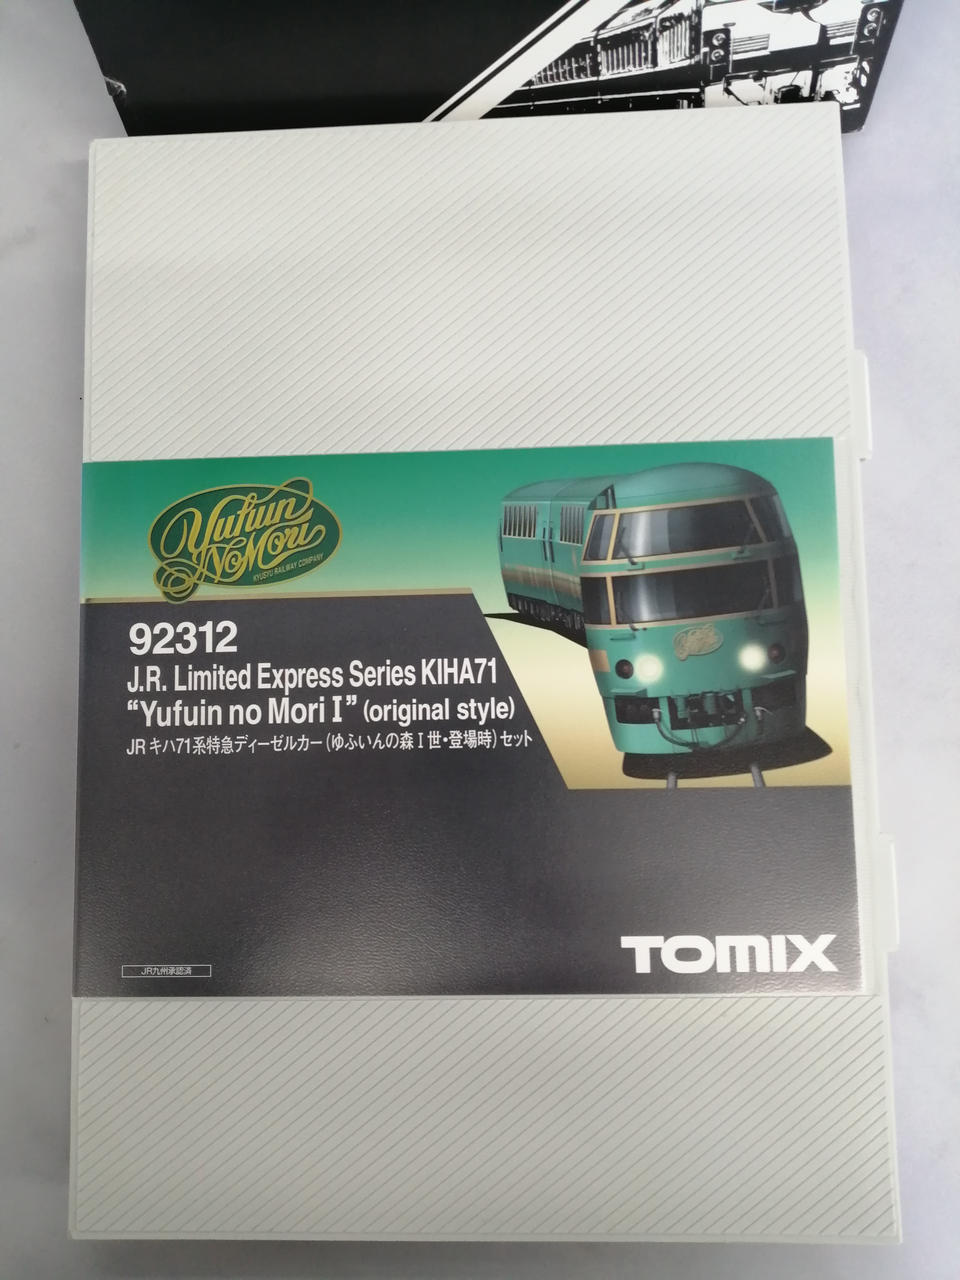 Yufuin
No Mori
KYUSYU RAILWAY COMPANY
92312
J.R. Limited Express Series KIHA71
“Yufuin no Mori I” (original style)
JR キハ71系特急ディーゼルカー(ゆふいんの森Ⅰ世・登場時)セット
TOMIX
JR九州承認済